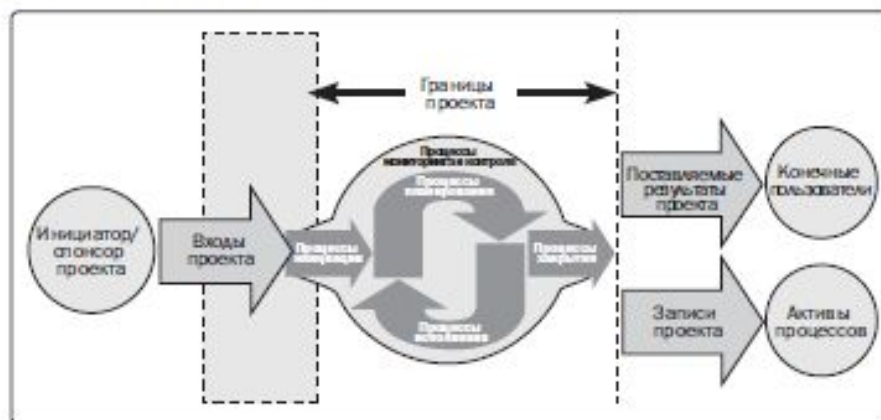 Границы
проекта
Процессы
мониторинга и контроля
Процессы
планирования
Инициатор/
спонсор
проекта
Входы
проекта
Процессы
инициации
Процессы
закрытия
Процессы
исполнения
Поставляемые
результаты
проекта
Конечные
пользователи
Записи
проекта
Активы
процессов